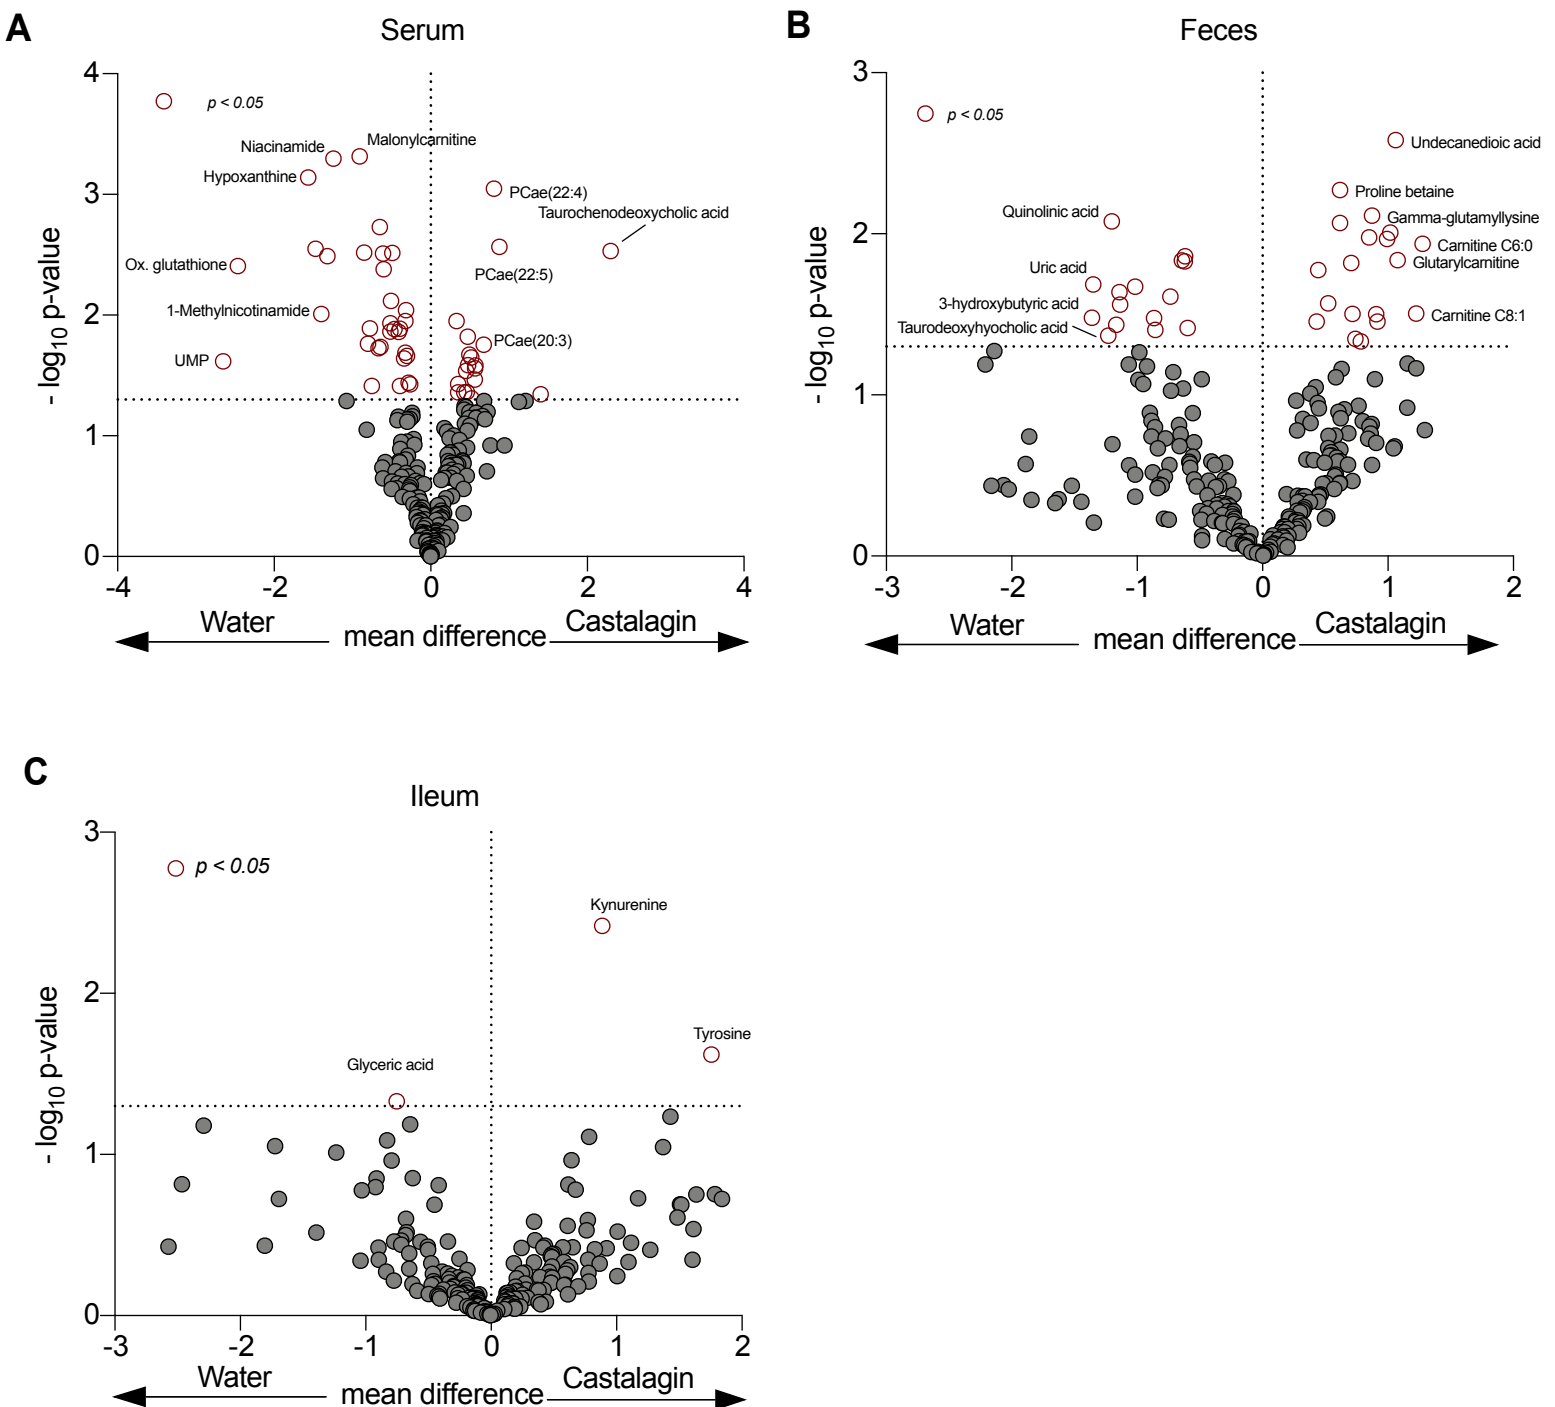 A
Serum
4
3
2
1
0
- log10 p-value
p < 0.05
Niacinamide
Malonylcarnitine
Hypoxanthine
PCae(22:4)
Taurochenodeoxycholic acid
Ox. glutathione
PCae(22:5)
1-Methylnicotinamide
PCae(20:3)
UMP
-4 -2 0 2 4
Water mean difference Castalagin
B
Feces
3
2
1
0
- log10 p-value
p < 0.05
Undecanedioic acid
Proline betaine
Quinolinic acid
Gamma-glutamyllysine
Carnitine C6:0
Uric acid
Glutarylcarnitine
3-hydroxybutyric acid
Carnitine C8:1
Taurodeoxyhyocholic acid
-3 -2 -1 0 1 2
Water mean difference Castalagin
C
Ileum
3
2
1
0
- log10 p-value
p < 0.05
Kynurenine
Tyrosine
Glyceric acid
-3 -2 -1 0 1 2
Water mean difference Castalagin